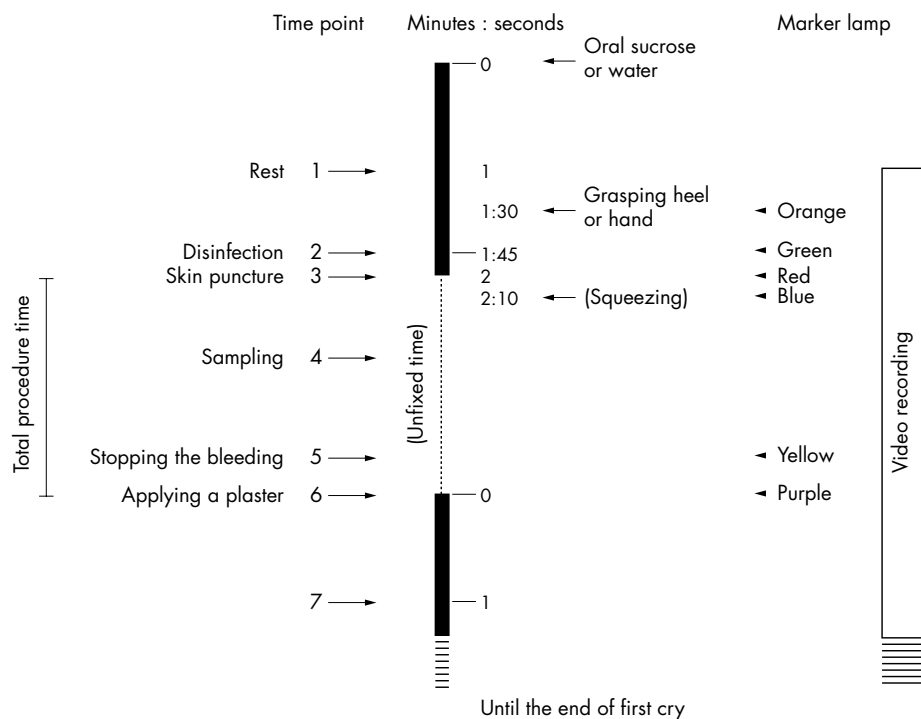 Time point Minutes : seconds Marker lamp
0 Oral sucrose
or water
Rest 1 1
1:30 Grasping heel
or hand Orange
Disinfection 2 1:45 Green
Skin puncture 3 2 Red
2:10 (Squeezing) Blue
Total procedure time
(Unfixed time)
Video recording
Sampling 4
Stopping the bleeding 5 Yellow
Applying a plaster 6 0 Purple
7 1
Until the end of first cry